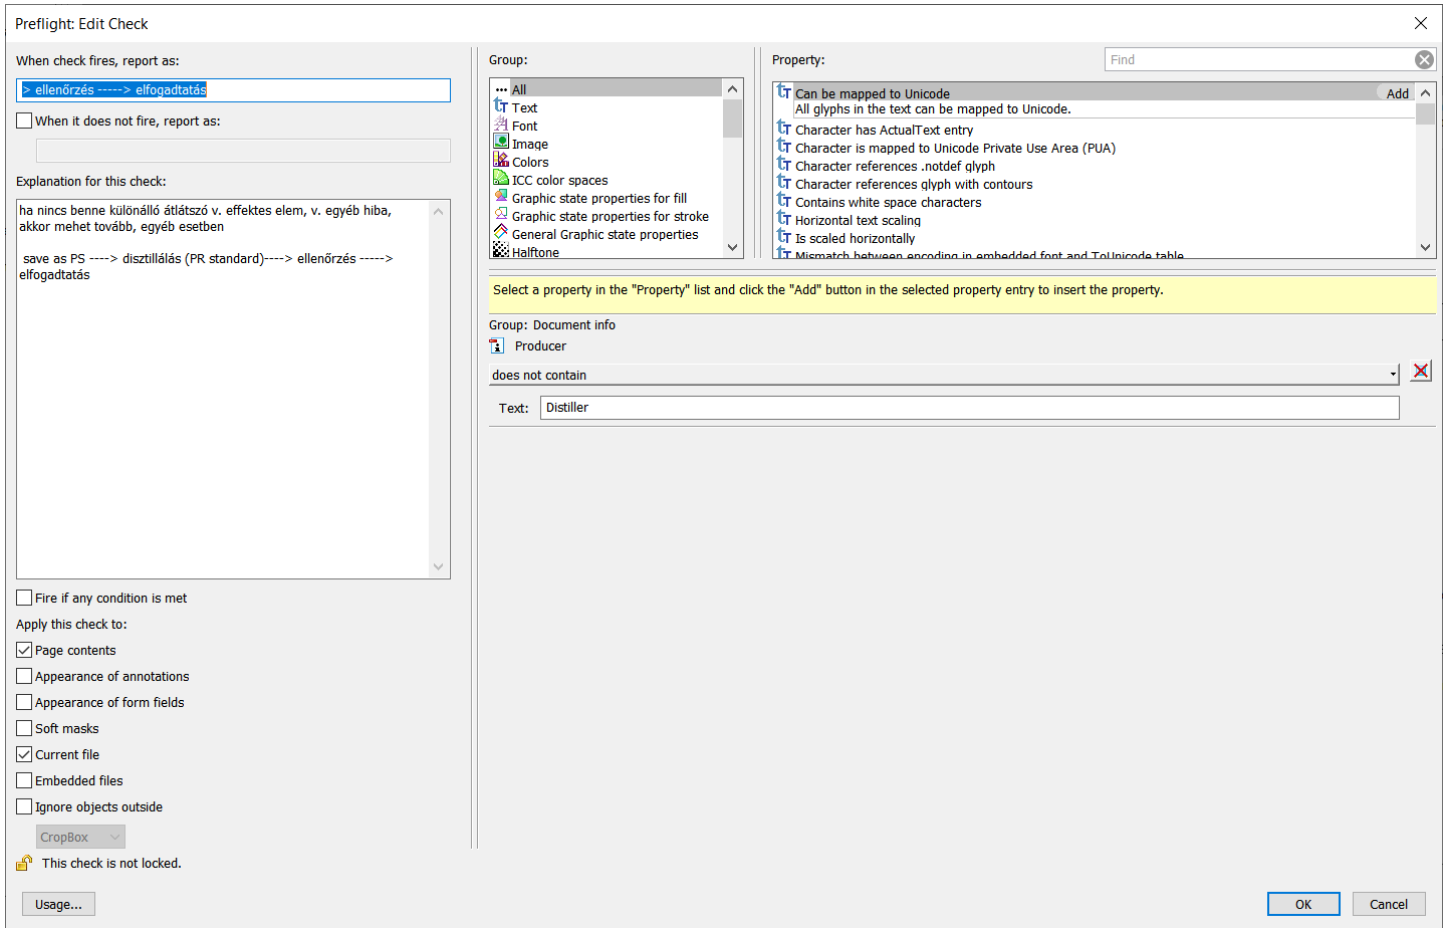 Preflight: Edit Check
When check fires, report as:
> ellenőrzés -----> elfogadtatás
When it does not fire, report as:
Explanation for this check:
ha nincs benne különálló átlátszó v. effektes elem, v. egyéb hiba,
akkor mehet tovább, egyéb esetben
save as PS ----> disztillálás (PR standard)----> ellenőrzés ----->
elfogadtatás
Fire if any condition is met
Apply this check to:
Page contents
Appearance of annotations
Appearance of form fields
Soft masks
Current file
Embedded files
Ignore objects outside
CropBox
This check is not locked.
Usage...
Group:
All
Text
Font
Image
Colors
ICC color spaces
Graphic state properties for fill
Graphic state properties for stroke
General Graphic state properties
Halftone
Property:
Find
Can be mapped to Unicode
Add
All glyphs in the text can be mapped to Unicode.
Character has ActualText entry
Character is mapped to Unicode Private Use Area (PUA)
Character references .notdef glyph
Character references glyph with contours
Contains white space characters
Horizontal text scaling
Is scaled horizontally
Mismatch between encoding in embedded font and ToUnicode table
Select a property in the "Property" list and click the "Add" button in the selected property entry to insert the property.
Group: Document info
Producer
does not contain
Text: Distiller
OK
Cancel